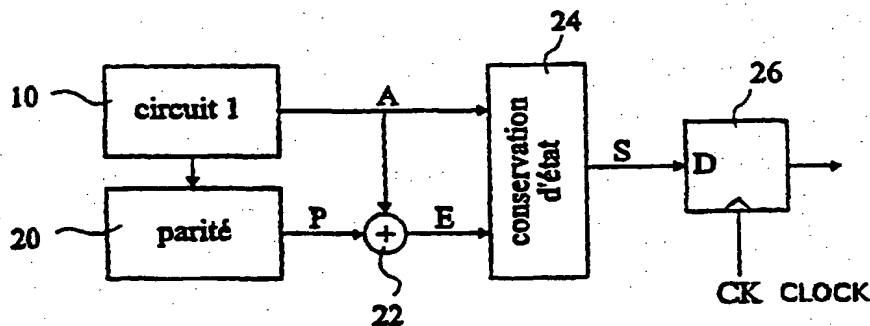 24
26
10
circuit 1
A
conservation d'état
S
D
20
parité
P
+
E
22
CK CLOCK